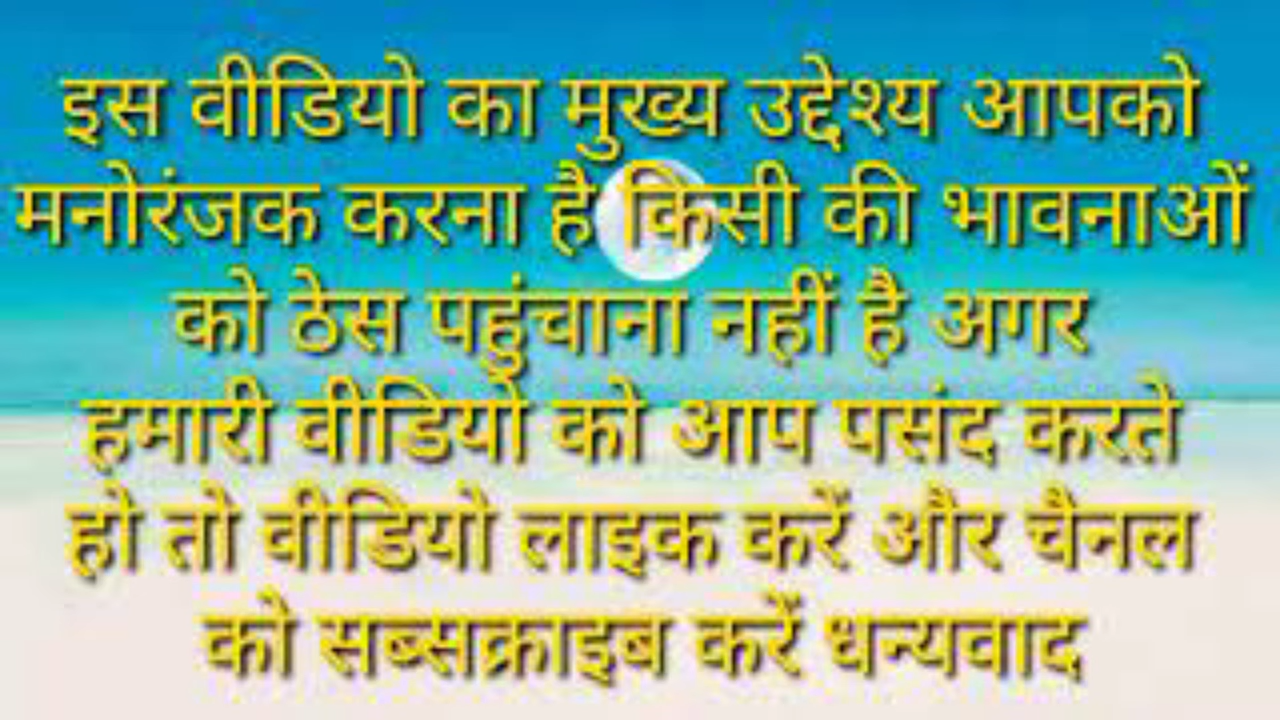 इस वीडियो का मुख्य उद्देश्य आपको
मनोरंजक करना है किसी की भावनाओं
को ठेस पहुंचाना नहीं है अगर
हमारी वीडियो को आप पसंद करते
हो तो वीडियो लाइक करें और चैनल
को सब्सक्राइब करें धन्यवाद